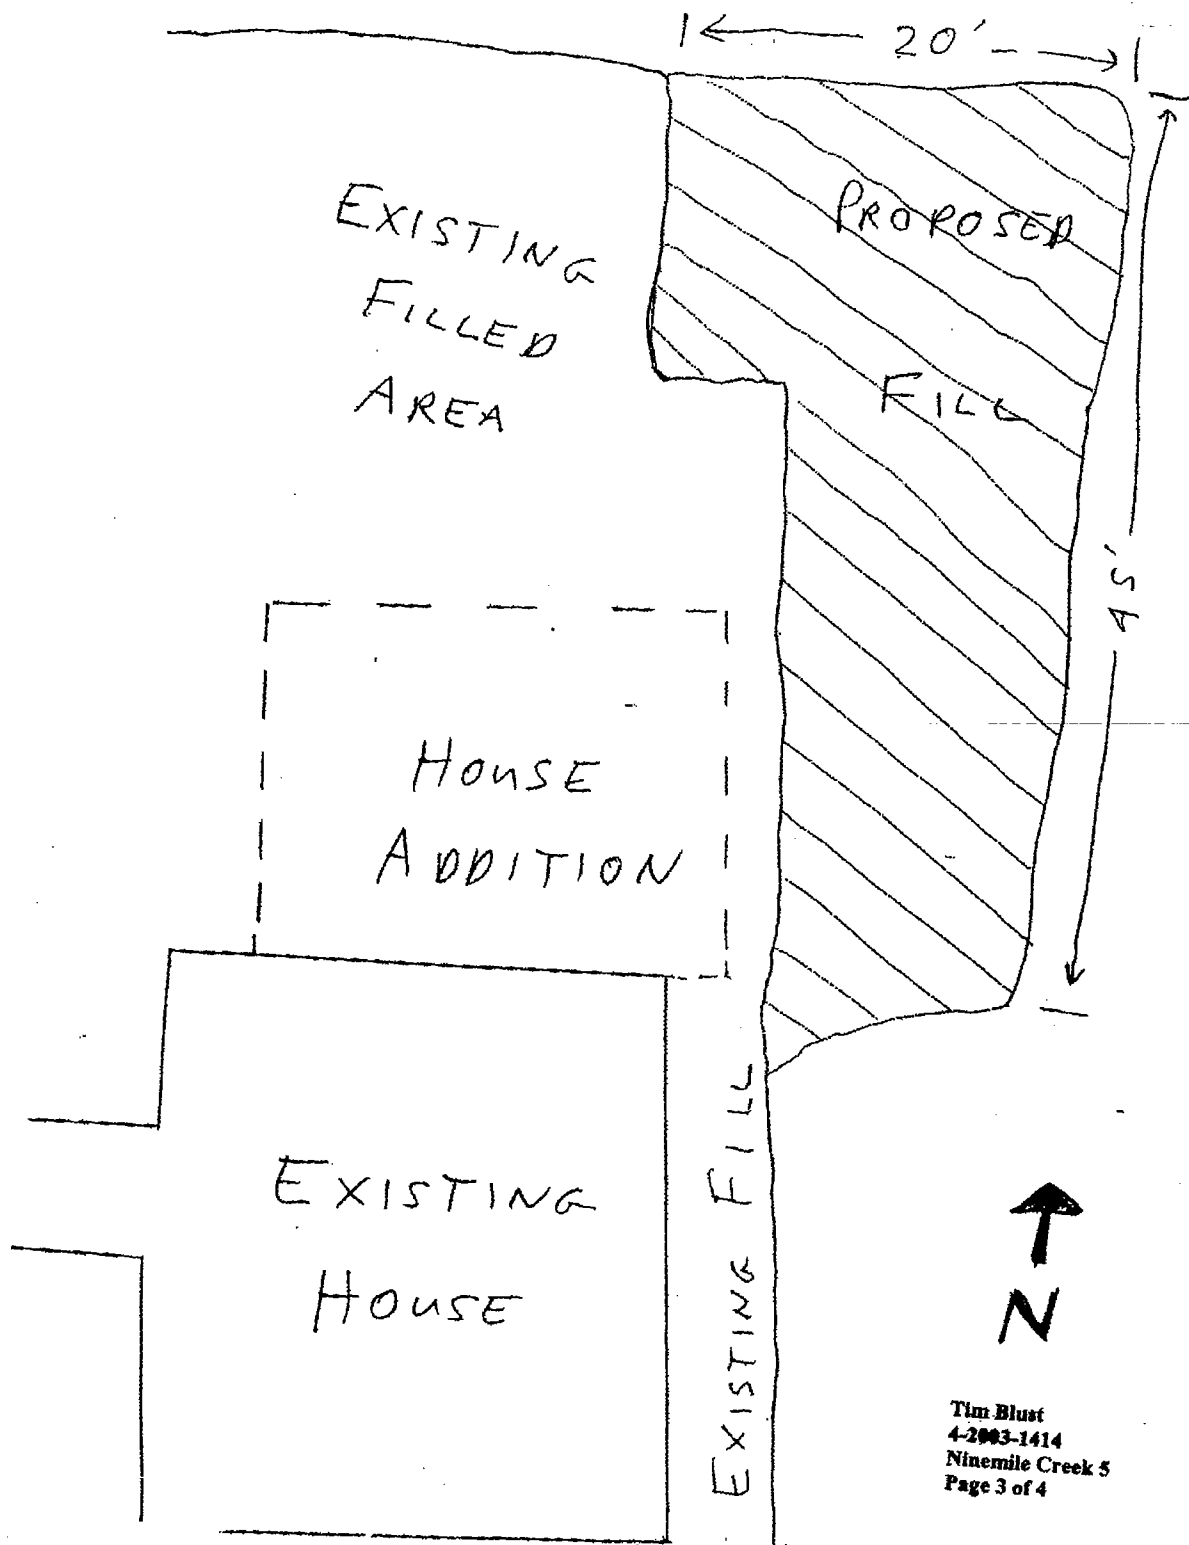 20'
EXISTING
FILLED
AREA
PROPOSED
FILL
45'
HOUSE
ADDITION
EXISTING
HOUSE
EXISTING FILL
N
Tim Blust
4-2003-1414
Ninemile Creek 5
Page 3 of 4